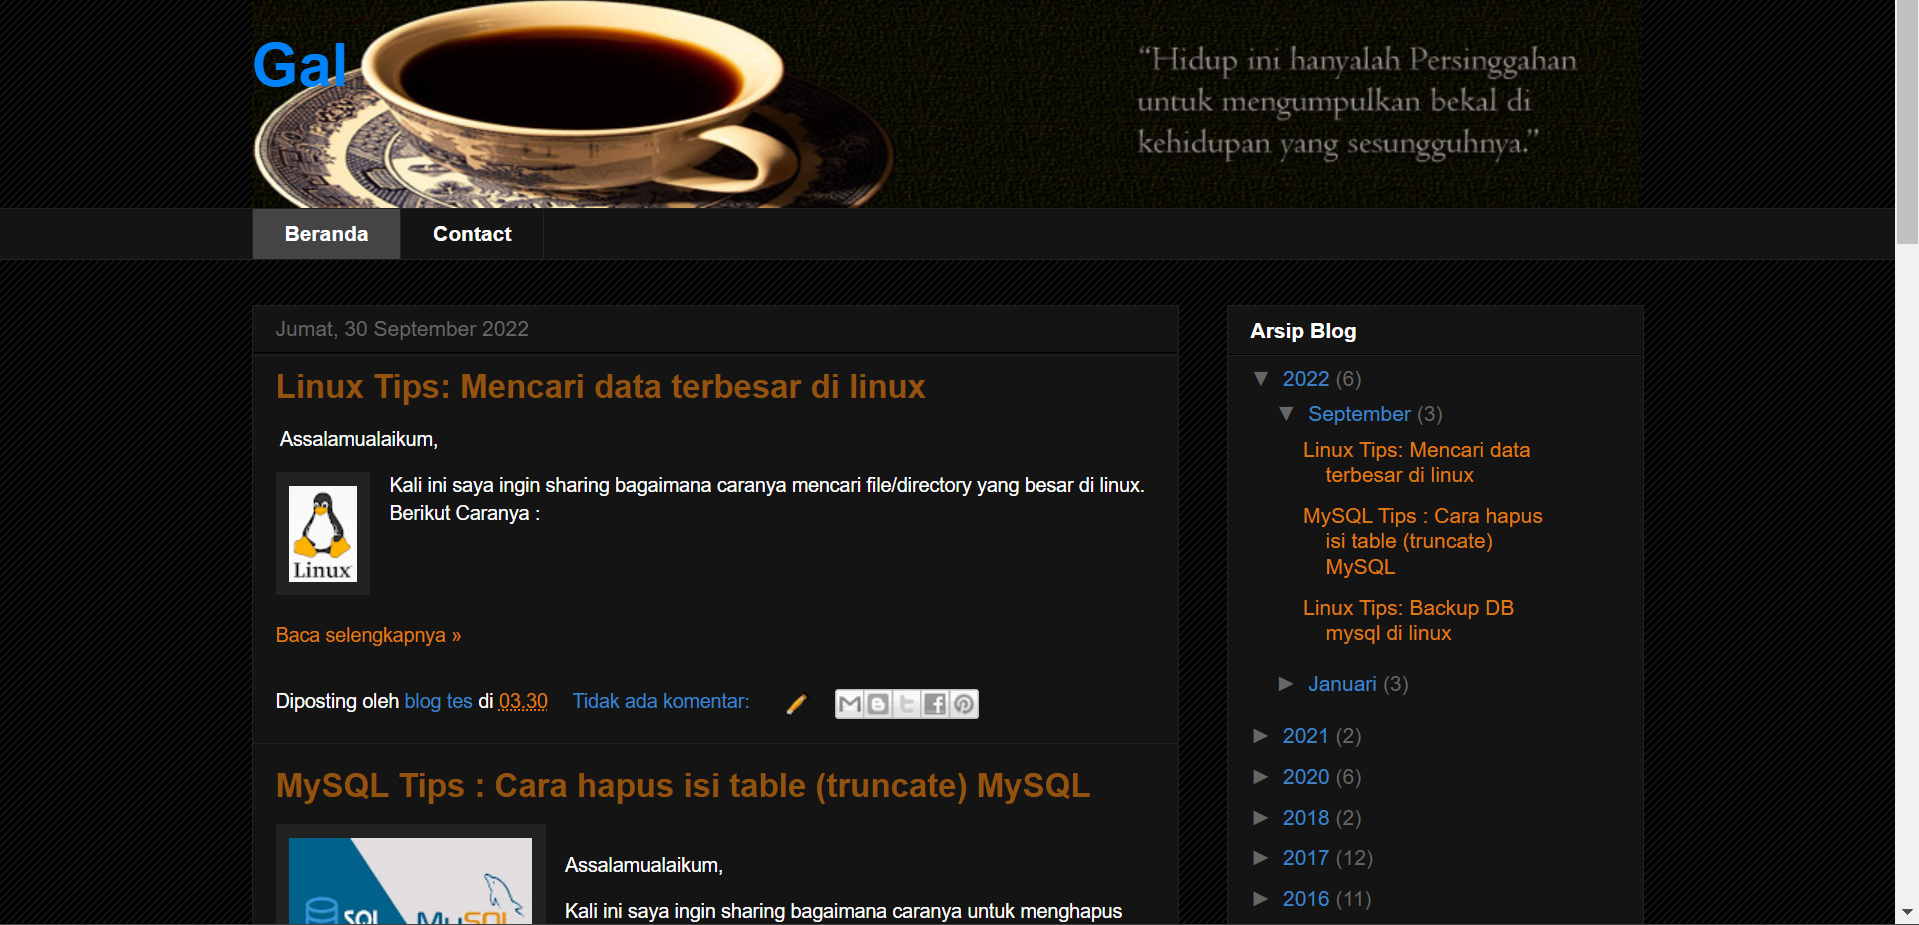 Gal
“Hidup ini hanyalah Persinggahan
untuk mengumpulkan bekal di
kehidupan yang sesungguhnya.”
Beranda
Contact
Jumat, 30 September 2022
Linux Tips: Mencari data terbesar di linux
Assalamualaikum,
Kali ini saya ingin sharing bagaimana caranya mencari file/directory yang besar di linux.
Berikut Caranya :
Linux
Baca selengkapnya »
Diposting oleh blog tes di 03.30 Tidak ada komentar:
MySQL Tips : Cara hapus isi table (truncate) MySQL
Assalamualaikum,
SQL
MySQL
Kali ini saya ingin sharing bagaimana caranya untuk menghapus
Arsip Blog
▼ 2022 (6)
▼ September (3)
Linux Tips: Mencari data
terbesar di linux
MySQL Tips : Cara hapus
isi table (truncate)
MySQL
Linux Tips: Backup DB
mysql di linux
► Januari (3)
► 2021 (2)
► 2020 (6)
► 2018 (2)
► 2017 (12)
► 2016 (11)